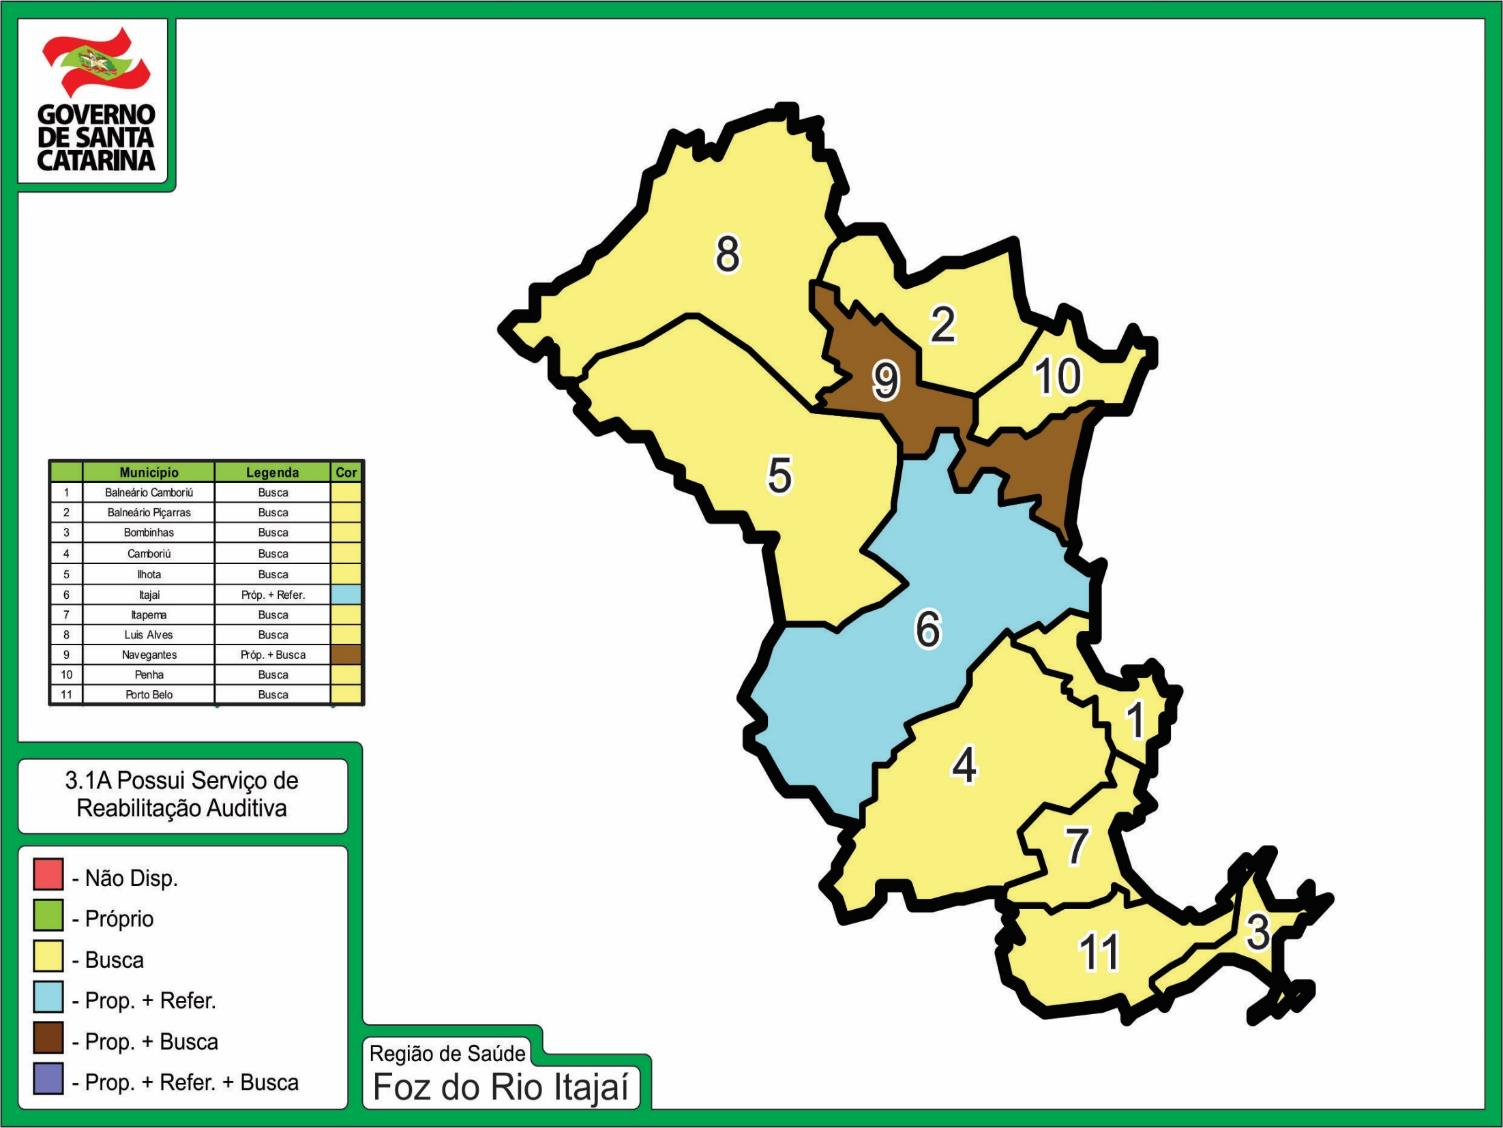 GOVERNO
DE SANTA
CATARINA
8
2
10
9
5
6
1
4
7
3
11
Município Legenda Cor
1 Balneário Camboriú Busca
2 Balneário Piçarras Busca
3 Bombinhas Busca
4 Camboriú Busca
5 Ilhota Busca
6 Itajaí Próp. + Refer.
7 Itapema Busca
8 Luis Alves Busca
9 Navegantes Próp. + Busca
10 Penha Busca
11 Porto Belo Busca
3.1A Possui Serviço de
Reabilitação Auditiva
- Não Disp.
- Próprio
- Busca
- Prop. + Refer.
- Prop. + Busca
- Prop. + Refer. + Busca
Região de Saúde
Foz do Rio Itajaí